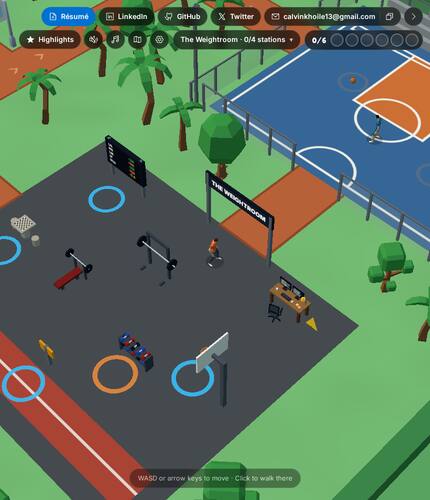 Résumé
LinkedIn
GitHub
Twitter
calvinkhoile13@gmail.com
Highlights
The Weightroom · 0/4 stations
0/6
THE WEIGHTROOM
WASD or arrow keys to move · Click to walk there